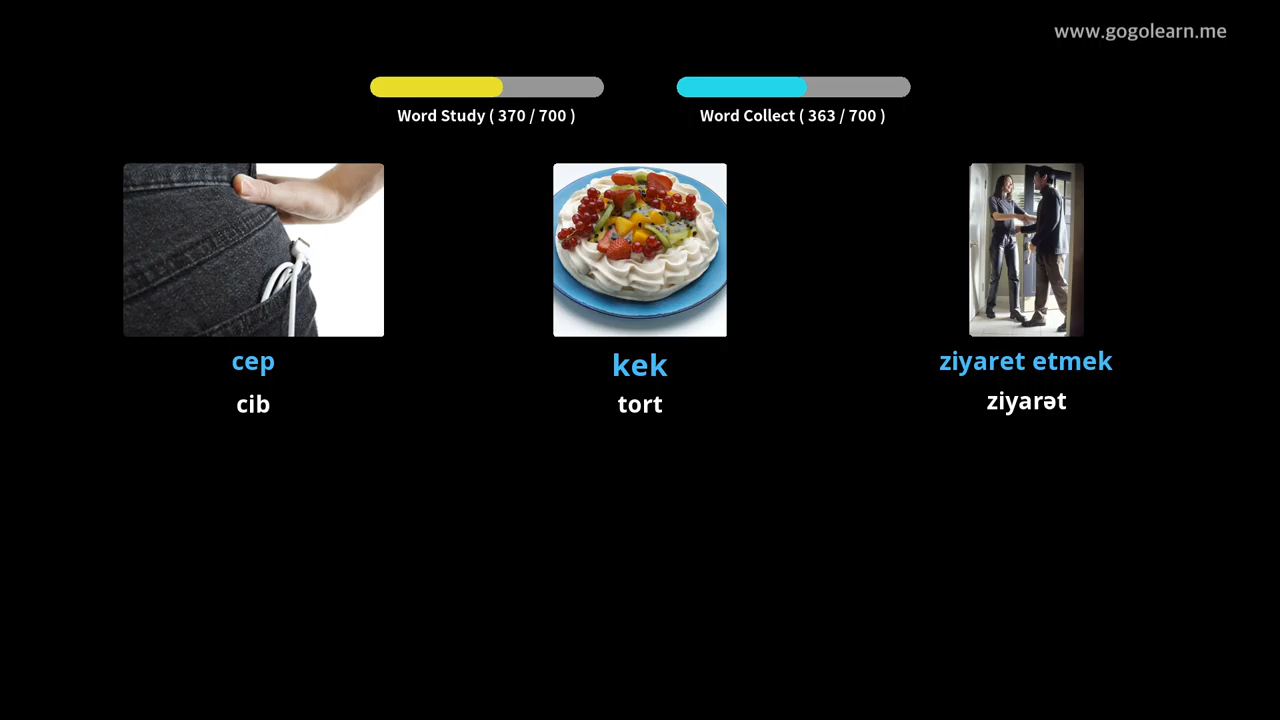 www.gogolearn.me
Word Study ( 370 / 700 )
Word Collect ( 363 / 700 )
cep
cib
kek
tort
ziyaret etmek
ziyarət